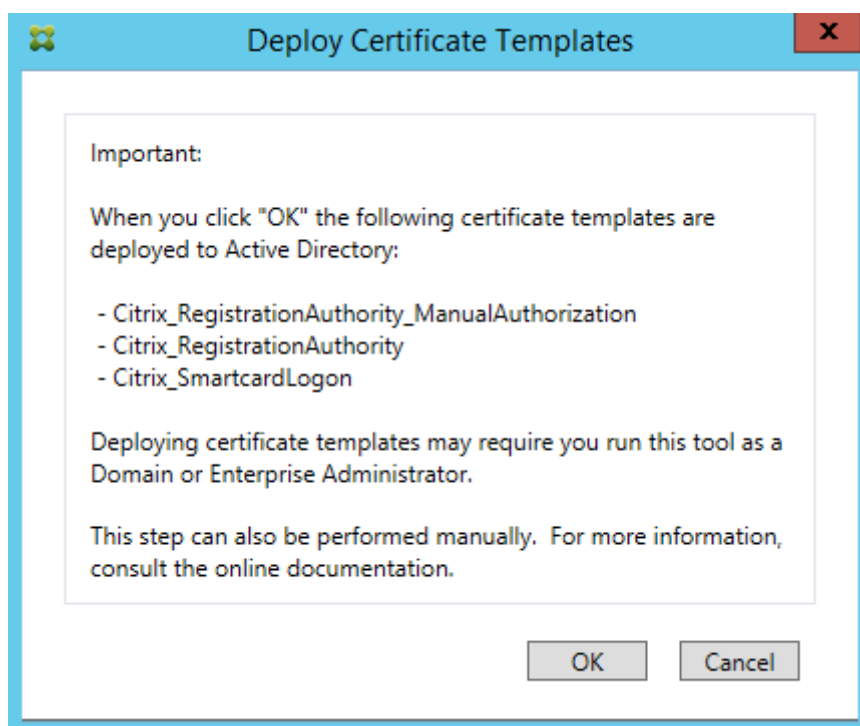 Deploy Certificate Templates
x
Important:
When you click "OK" the following certificate templates are
deployed to Active Directory:
- Citrix_RegistrationAuthority_ManualAuthorization
- Citrix_RegistrationAuthority
- Citrix_SmartcardLogon
Deploying certificate templates may require you run this tool as a
Domain or Enterprise Administrator.
This step can also be performed manually.  For more information,
consult the online documentation.
OK
Cancel